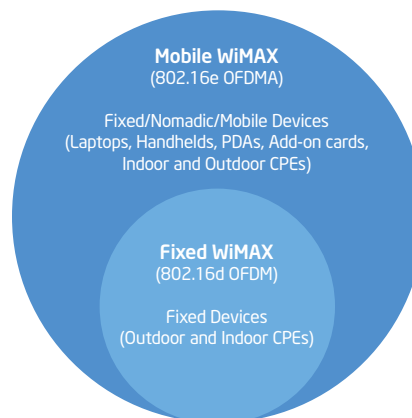 Mobile WiMAX
(802.16e OFDMA)
Fixed/Nomadic/Mobile Devices
(Laptops, Handhelds, PDAs, Add-on cards,
Indoor and Outdoor CPEs)
Fixed WiMAX
(802.16d OFDM)
Fixed Devices
(Outdoor and Indoor CPEs)